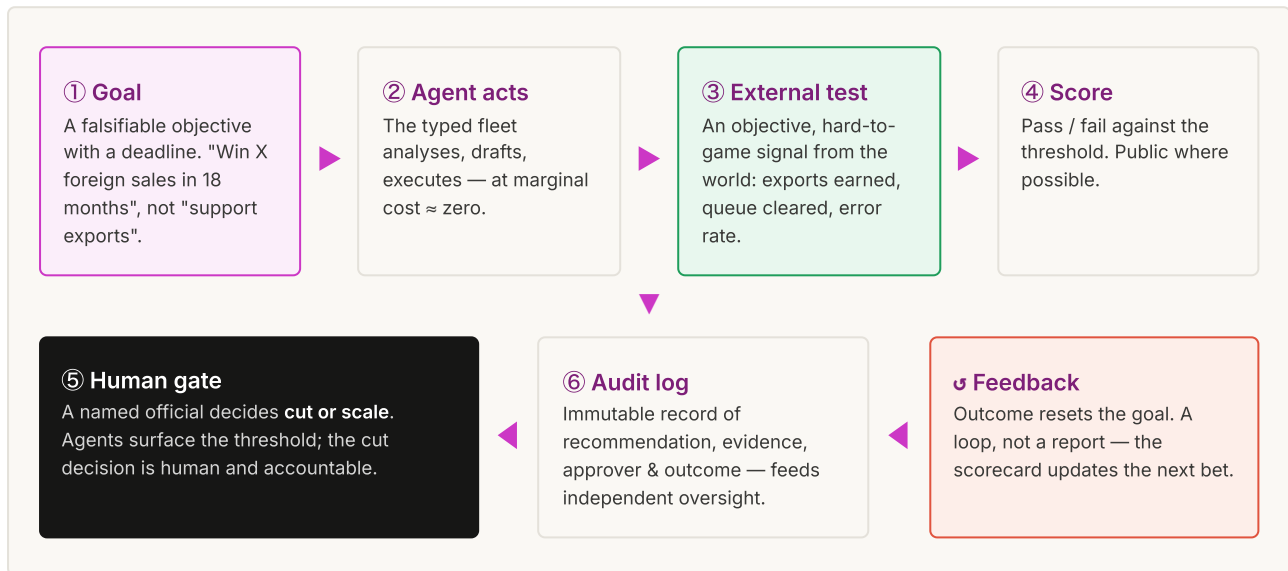 ① Goal
A falsifiable objective
with a deadline. "Win X
foreign sales in 18
months", not "support
exports".
② Agent acts
The typed fleet
analyses, drafts,
executes — at marginal
cost ≈ zero.
③ External test
An objective, hard-to-
game signal from the
world: exports earned,
queue cleared, error
rate.
④ Score
Pass / fail against the
threshold. Public where
possible.
⑤ Human gate
A named official decides cut or scale.
Agents surface the threshold; the cut
decision is human and accountable.
⑥ Audit log
Immutable record of
recommendation, evidence,
approver & outcome — feeds
independent oversight.
↺ Feedback
Outcome resets the goal. A
loop, not a report — the
scorecard updates the next bet.